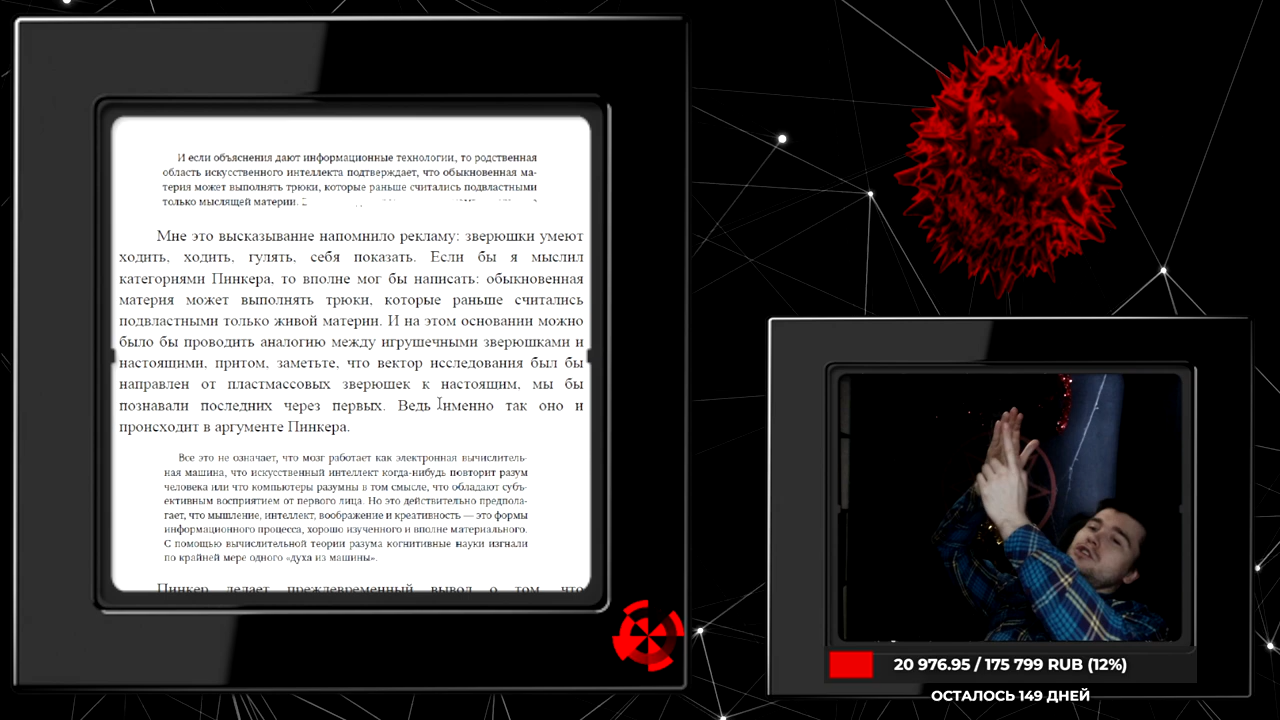 И если объяснения дают информационные технологии, то родственная
область искусственного интеллекта подтверждает, что обыкновенная ма-
терия может выполнять трюки, которые раньше считались подвластными
только мыслящей материи.
Мне это высказывание напомнило рекламу: зверюшки умеют
ходить, ходить, гулять, себя показать. Если бы я мыслил
категориями Пинкера, то вполне мог бы написать: обыкновенная
материя может выполнять трюки, которые раньше считались
подвластными только живой материи. И на этом основании можно
было бы проводить аналогию между игрушечными зверюшками и
настоящими, притом, заметьте, что вектор исследования был бы
направлен от пластмассовых зверюшек к настоящим, мы бы
познавали последних через первых. Ведь именно так оно и
происходит в аргументе Пинкера.
Все это не означает, что мозг работает как электронная вычислитель-
ная машина, что искусственный интеллект когда-нибудь повторит разум
человека или что компьютеры разумны в том смысле, что обладают субъ-
ективным восприятием от первого лица. Но это действительно предпола-
гает, что мышление, интеллект, воображение и креативность — это формы
информационного процесса, хорошо изученного и вполне материального.
С помощью вычислительной теории разума когнитивные науки изгнали
по крайней мере одного «духа из машины».
Пинкер делает преждевременный вывод о том, что
20 976.95 / 175 799 RUB (12%)
ОСТАЛОСЬ 149 ДНЕЙ